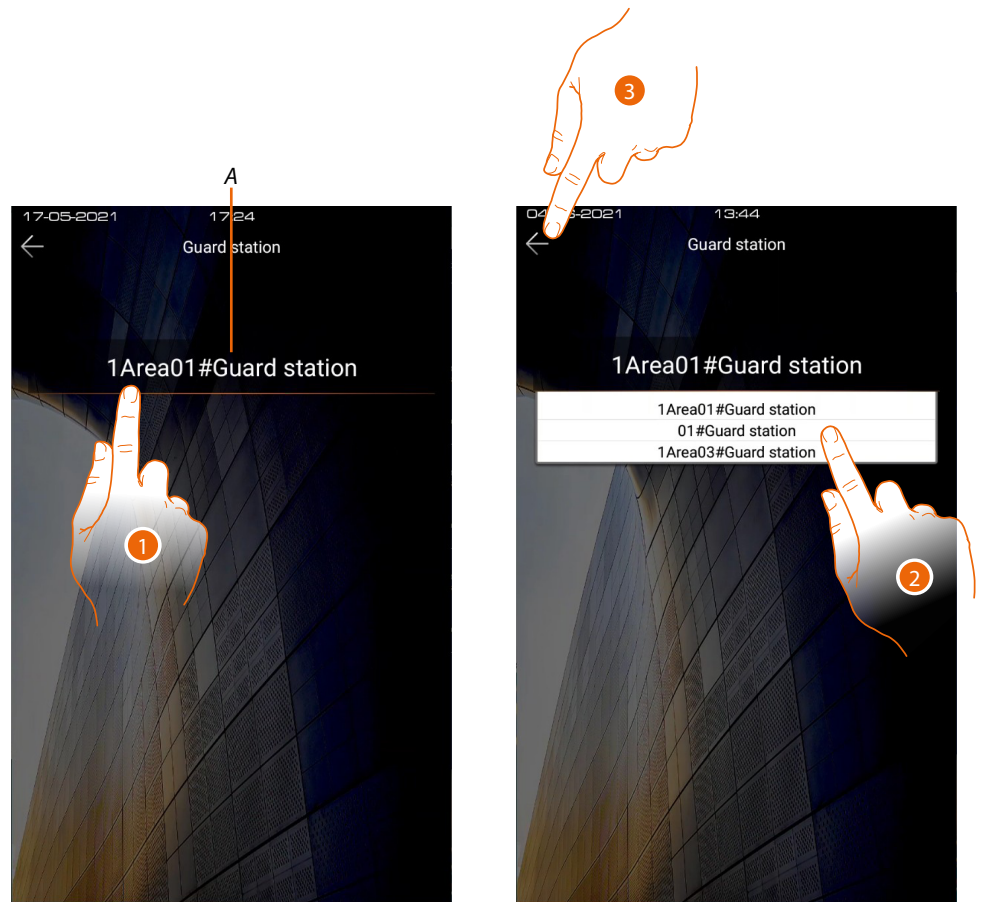 A
17-05-2021 17:24
Guard station
1Area01#Guard station
1
3
13:44
Guard station
1Area01#Guard station
1Area01#Guard station
01#Guard station
1Area03#Guard station
2